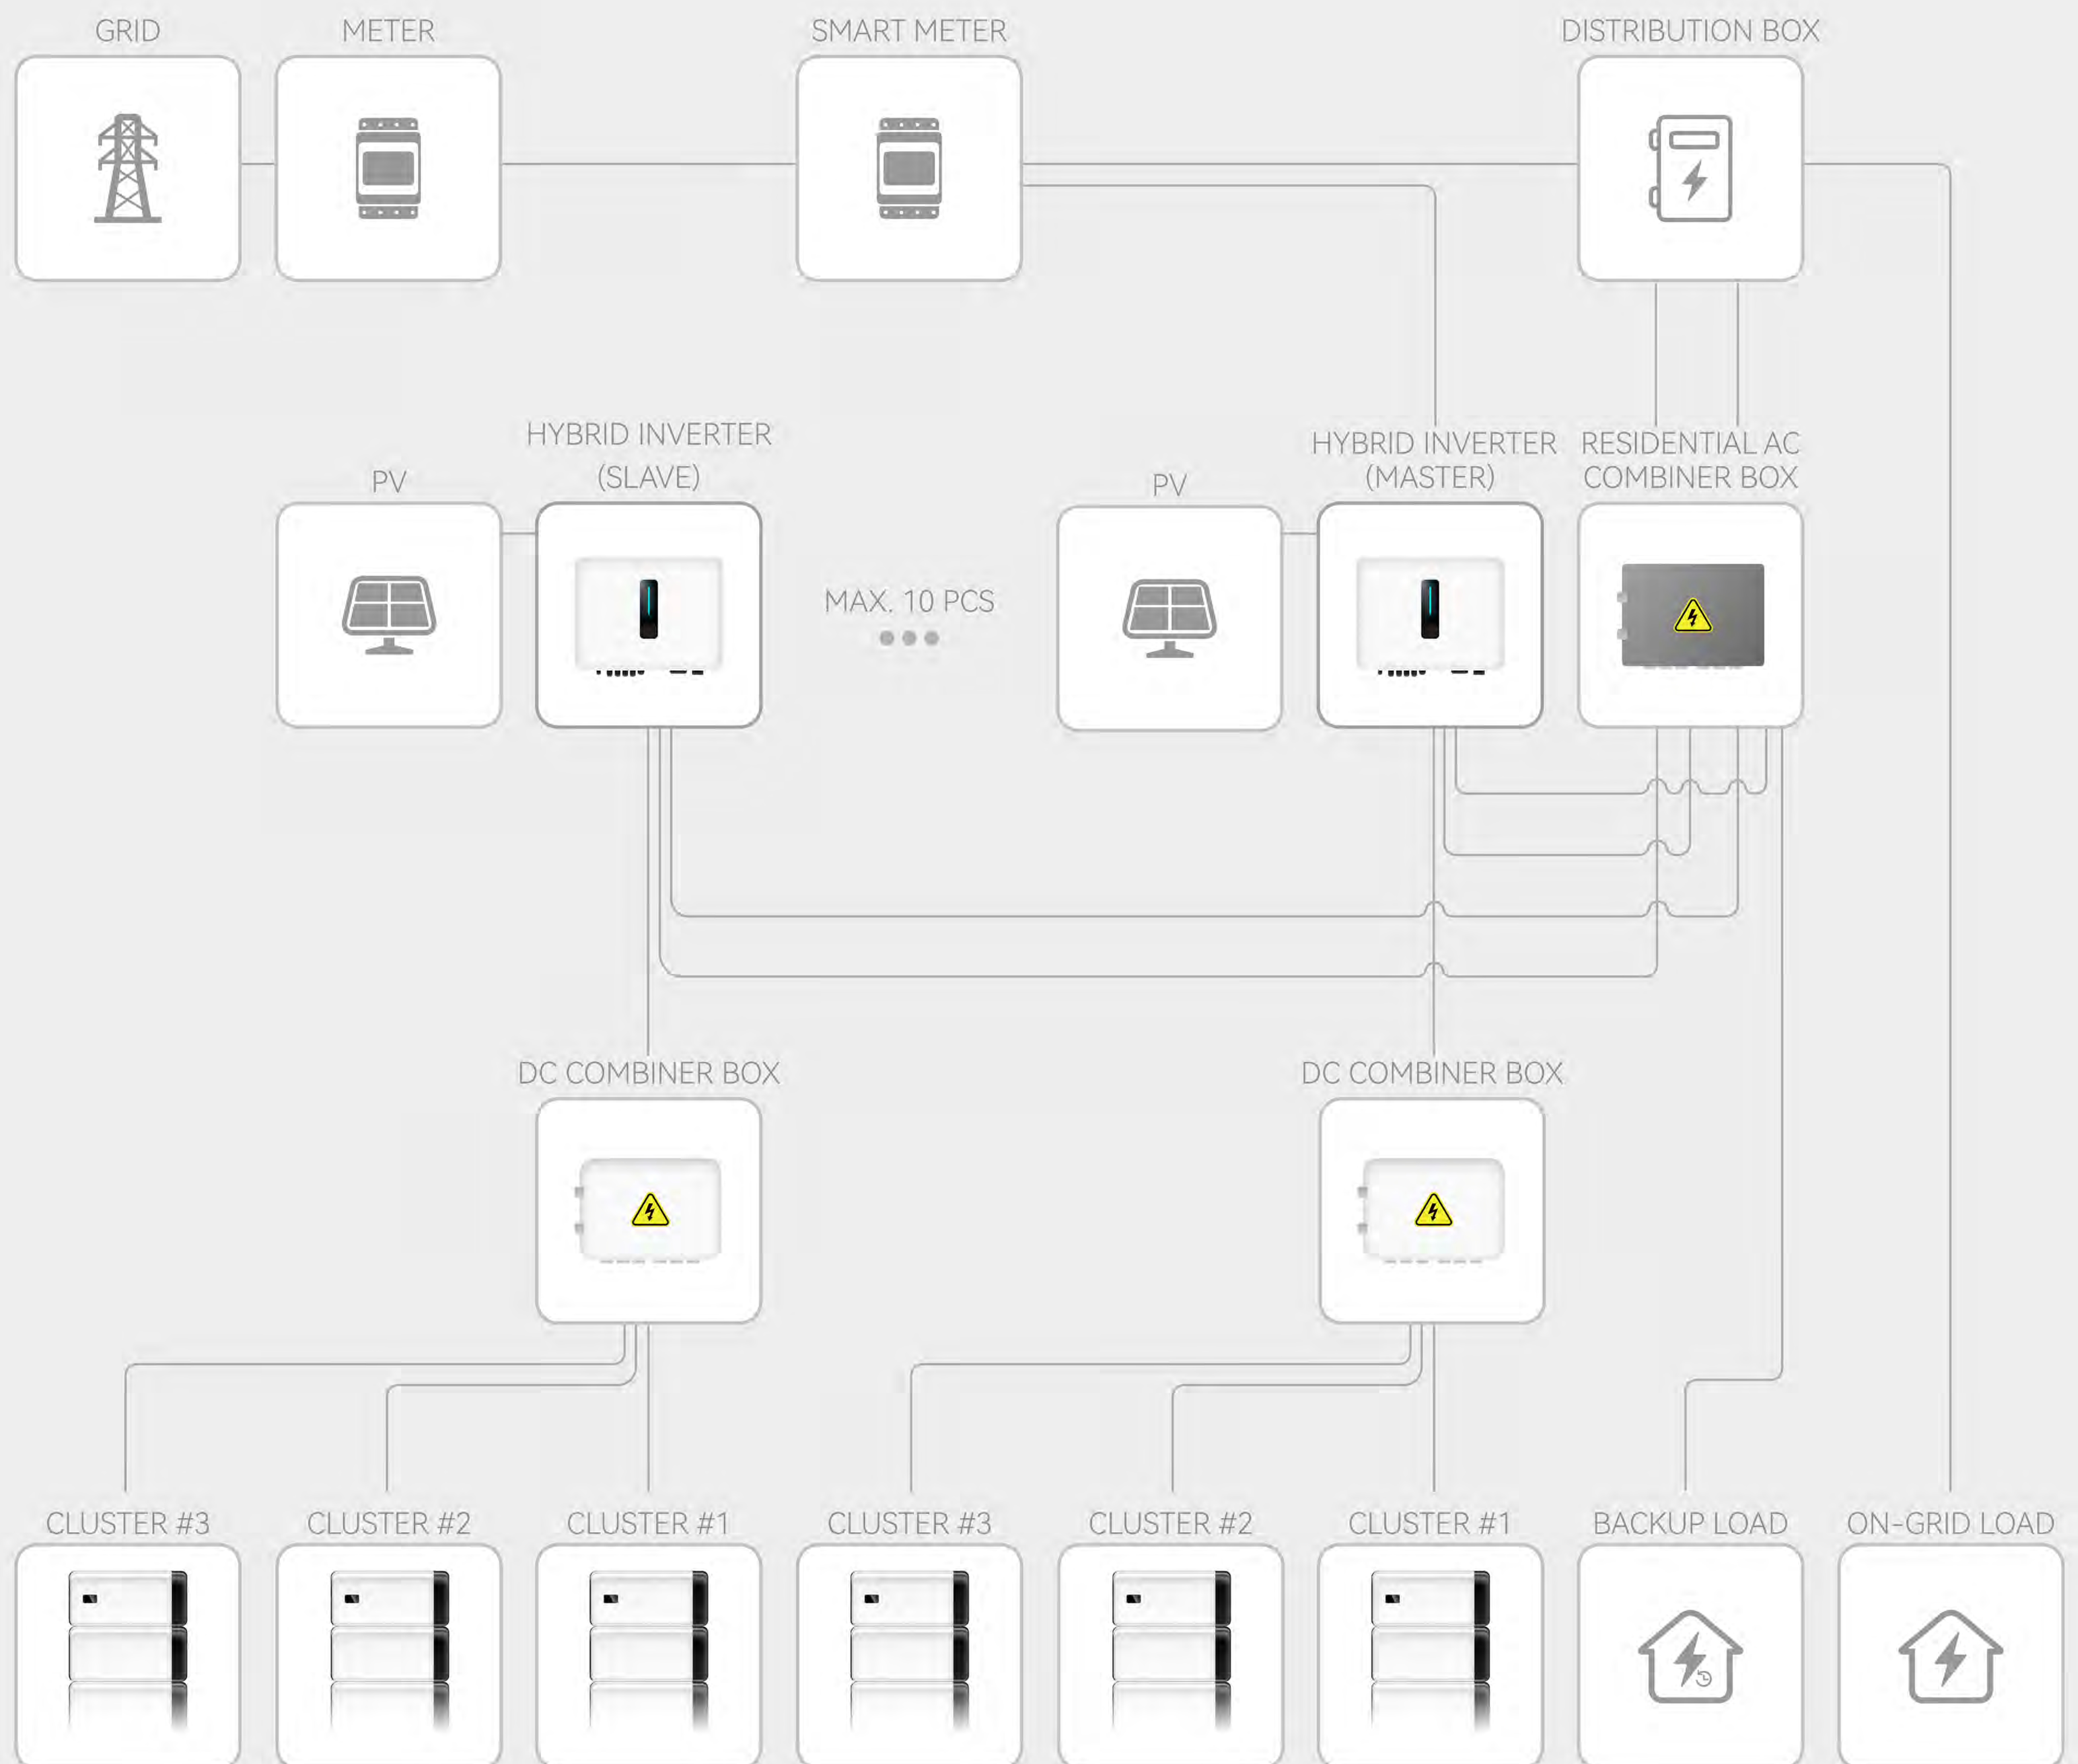 GRID
METER
SMART METER
DISTRIBUTION BOX
HYBRID INVERTER
(SLAVE)
PV
HYBRID INVERTER
(MASTER)
PV
RESIDENTIAL AC
COMBINER BOX
MAX. 10 PCS
DC COMBINER BOX
DC COMBINER BOX
CLUSTER #3
CLUSTER #2
CLUSTER #1
CLUSTER #3
CLUSTER #2
CLUSTER #1
BACKUP LOAD
ON-GRID LOAD